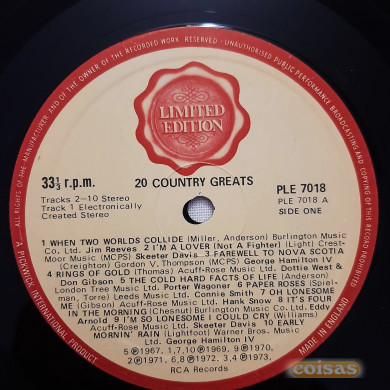 ALL RIGHTS OF THE MANUFACTURER AND OF THE OWNER OF THE RECORDED WORK RESERVED - UNAUTHORISED PUBLIC PERFORMANCE BROADCASTING AND COPYING OF THIS RECORD PROHIBITED
LIMITED
EDITION
33⅓ r.p.m.
20 COUNTRY GREATS
PLE 7018
Tracks 2–10 Stereo
Track 1 Electronically
Created Stereo
PLE 7018 A
SIDE ONE
1 WHEN TWO WORLDS COLLIDE (Miller, Anderson) Burlington Music
Co. Ltd. Jim Reeves 2 I'M A LOVER (Not A Fighter) (Light) Crest-
Moor Music (MCPS) Skeeter Davis 3 FAREWELL TO NOVA SCOTIA
(Creighton) Gordon V, Thompson (MCPS) George Hamilton IV
4 RINGS OF GOLD (Thomas) Acuff-Rose Music Ltd. Dottie West &
Don Gibson 5 THE COLD HARD FACTS OF LIFE (Anderson)
London Tree Music Ltd. Porter Wagoner 6 PAPER ROSES (Spiel-
man, Torre) Leeds Music Ltd. Connie Smith 7 OH LONESOME
ME (Gibson) Acuff-Rose Music Ltd. Hank Snow 8 IT'S FOUR
IN THE MORNING (Chesnut) Burlington Music Co. Ltd. Eddy
Arnold 9 I'M SO LONESOME I COULD CRY (Williams)
Acuff-Rose Music Ltd. Skeeter Davis 10 EARLY
MORNIN' RAIN (Lightfoot) Warner Bros. Music
Ltd. George Hamilton IV
5 ℗1967, 1,7,10 ℗1969, 9 ℗1970,
2 ℗1971, 6,8 ℗1972, 3,4 ℗1973.
RCA Records
A PICKWICK INTERNATIONAL PRODUCT
MADE IN ENGLAND
coisas